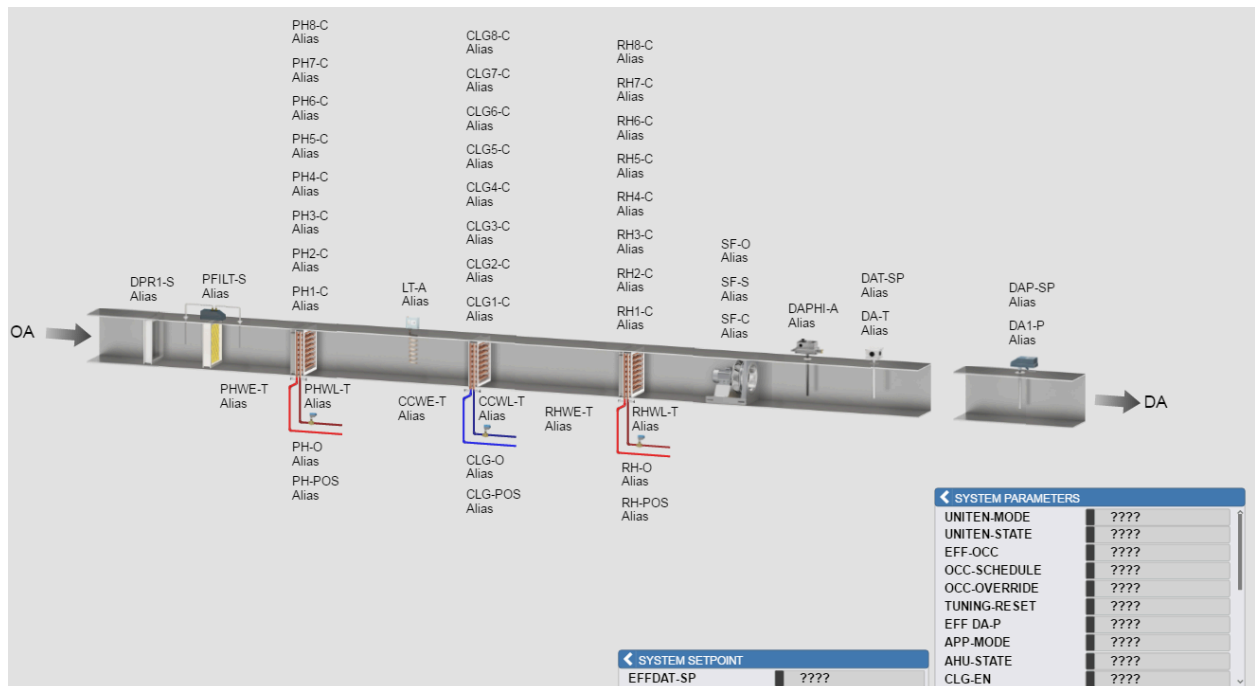 PH8-C
Alias
PH7-C
Alias
PH6-C
Alias
PH5-C
Alias
PH4-C
Alias
PH3-C
Alias
PH2-C
Alias
PH1-C
Alias
CLG8-C
Alias
CLG7-C
Alias
CLG6-C
Alias
CLG5-C
Alias
CLG4-C
Alias
CLG3-C
Alias
CLG2-C
Alias
CLG1-C
Alias
RH8-C
Alias
RH7-C
Alias
RH6-C
Alias
RH5-C
Alias
RH4-C
Alias
RH3-C
Alias
RH2-C
Alias
RH1-C
Alias
DPR1-S
Alias
PFILT-S
Alias
LT-A
Alias
SF-O
Alias
SF-S
Alias
SF-C
Alias
DAPHI-A
Alias
DAT-SP
Alias
DA-T
Alias
DAP-SP
Alias
DA1-P
Alias
OA
DA
PHWE-T
Alias
PHWL-T
Alias
CCWE-T
Alias
CCWL-T
Alias
RHWE-T
Alias
RHWL-T
Alias
PH-O
Alias
PH-POS
Alias
CLG-O
Alias
CLG-POS
Alias
RH-O
Alias
RH-POS
Alias
SYSTEM PARAMETERS
UNITEN-MODE ????
UNITEN-STATE ????
EFF-OCC ????
OCC-SCHEDULE ????
OCC-OVERRIDE ????
TUNING-RESET ????
EFF DA-P ????
APP-MODE ????
AHU-STATE ????
CLG-EN ????
SYSTEM SETPOINT
EFFDAT-SP ????